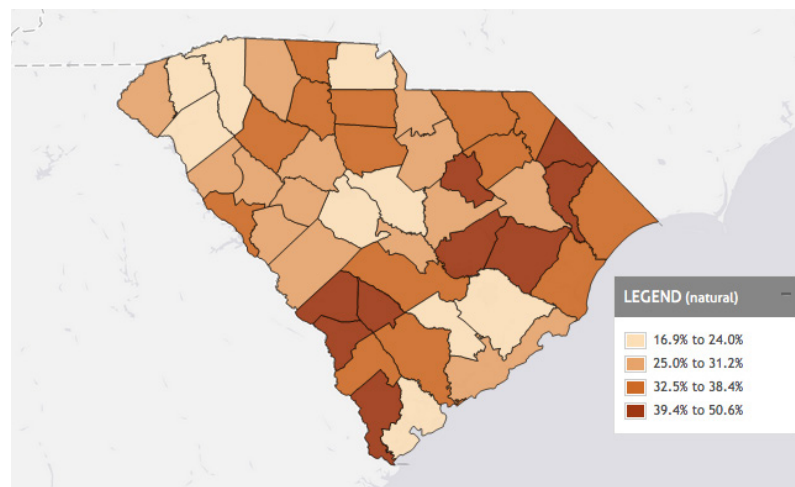 LEGEND (natural)
16.9% to 24.0%
25.0% to 31.2%
32.5% to 38.4%
39.4% to 50.6%